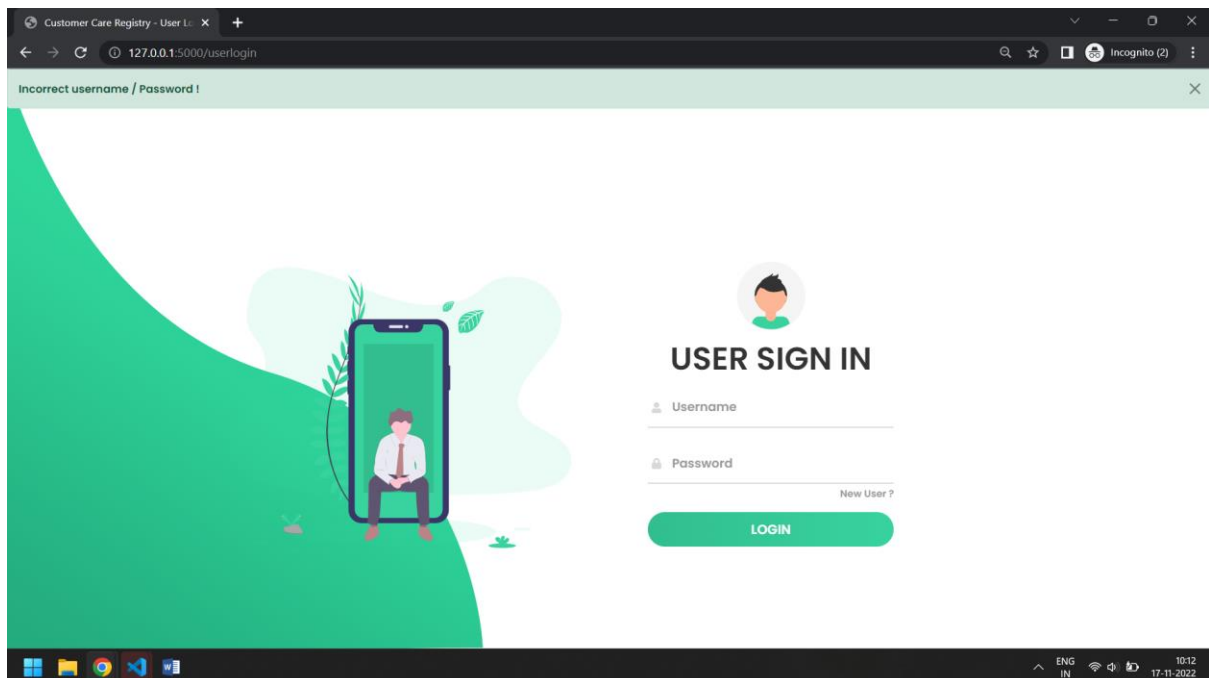 Customer Care Registry - User Lo
127.0.0.1:5000/userlogin
Incognito (2)
Incorrect username / Password !
USER SIGN IN
Username
Password
New User ?
LOGIN
ENG
IN
10:12
17-11-2022